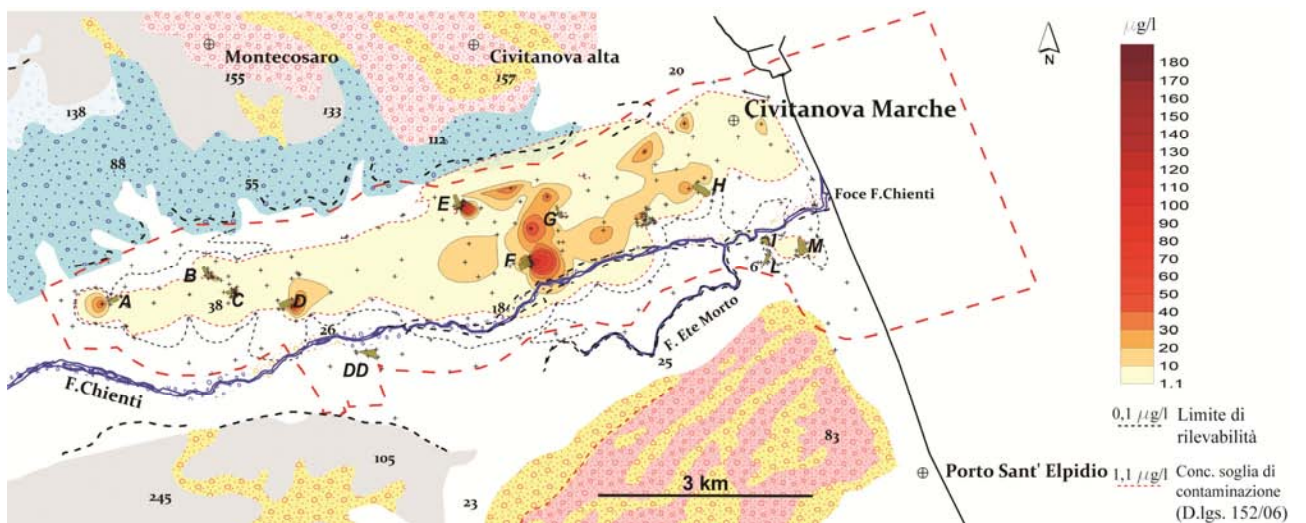 Montecosaro
155
Civitanova alta
157
20
N
µg/l
180
170
160
150
140
130
120
110
100
90
80
70
60
50
40
30
20
10
1.1
138
133
112
Civitanova Marche
88
55
E
G
H
Foce F.Chienti
F
B
C
A
38
D
I
M
L
6
18
26
DD
F. Ete Morto
25
F.Chienti
0,1 µg/l Limite di
rilevabilità
1,1 µg/l Conc. soglia di
contaminazione
(D.lgs. 152/06)
83
105
245
23
3 km
Porto Sant' Elpidio